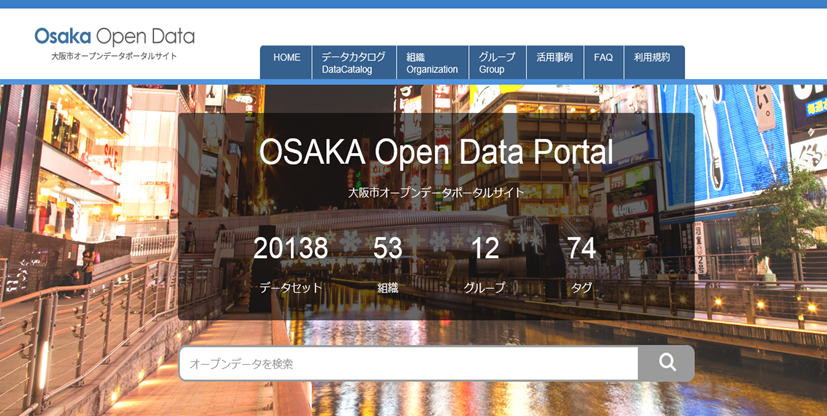 Osaka Open Data
大阪市オープンデータポータルサイト
HOME
データカタログ
DataCatalog
組織
Organization
グループ
Group
活用事例
FAQ
利用規約
OSAKA Open Data Portal
大阪市オープンデータポータルサイト
20138 53 12 74
データセット 組織 グループ タグ
オープンデータを検索